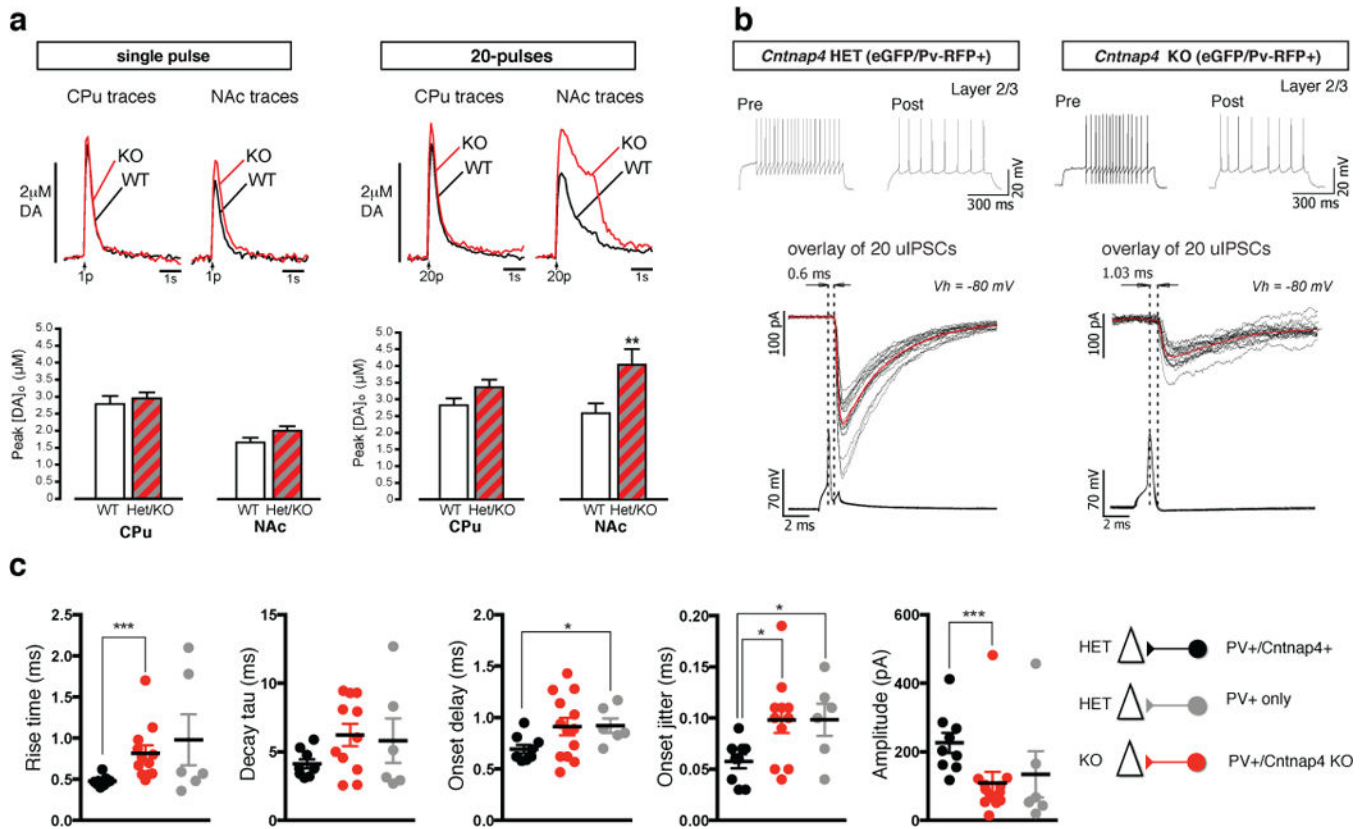 a
single pulse
20-pulses
CPu traces
NAc traces
CPu traces
NAc traces
KO
WT
KO
WT
KO
WT
KO
WT
2μM
DA
2μM
DA
1p
1s
1p
1s
20p
1s
20p
1s
Peak [DA]₀ (μM)
5.0
4.5
4.0
3.5
3.0
2.5
2.0
1.5
1.0
0.5
0
WT Het/KO
CPu
WT Het/KO
NAc
Peak [DA]₀ (μM)
5.0
4.5
4.0
3.5
3.0
2.5
2.0
1.5
1.0
0.5
0
**
WT Het/KO
CPu
WT Het/KO
NAc
b
Cntnap4 HET (eGFP/Pv-RFP+)
Layer 2/3
Pre
Post
20 mV
300 ms
overlay of 20 uIPSCs
0.6 ms
Vh = -80 mV
100 pA
70 mV
2 ms
Cntnap4 KO (eGFP/Pv-RFP+)
Layer 2/3
Pre
Post
20 mV
300 ms
overlay of 20 uIPSCs
1.03 ms
Vh = -80 mV
100 pA
70 mV
2 ms
c
Rise time (ms)
2.5
2.0
1.5
1.0
0.5
0.0
***
Decay tau (ms)
15
10
5
0
Onset delay (ms)
2.0
1.5
1.0
0.5
0.0
*
Onset jitter (ms)
0.20
0.15
0.10
0.05
0.00
*
*
Amplitude (pA)
600
400
200
0
***
HET PV+/Cntnap4+
HET PV+ only
KO PV+/Cntnap4 KO